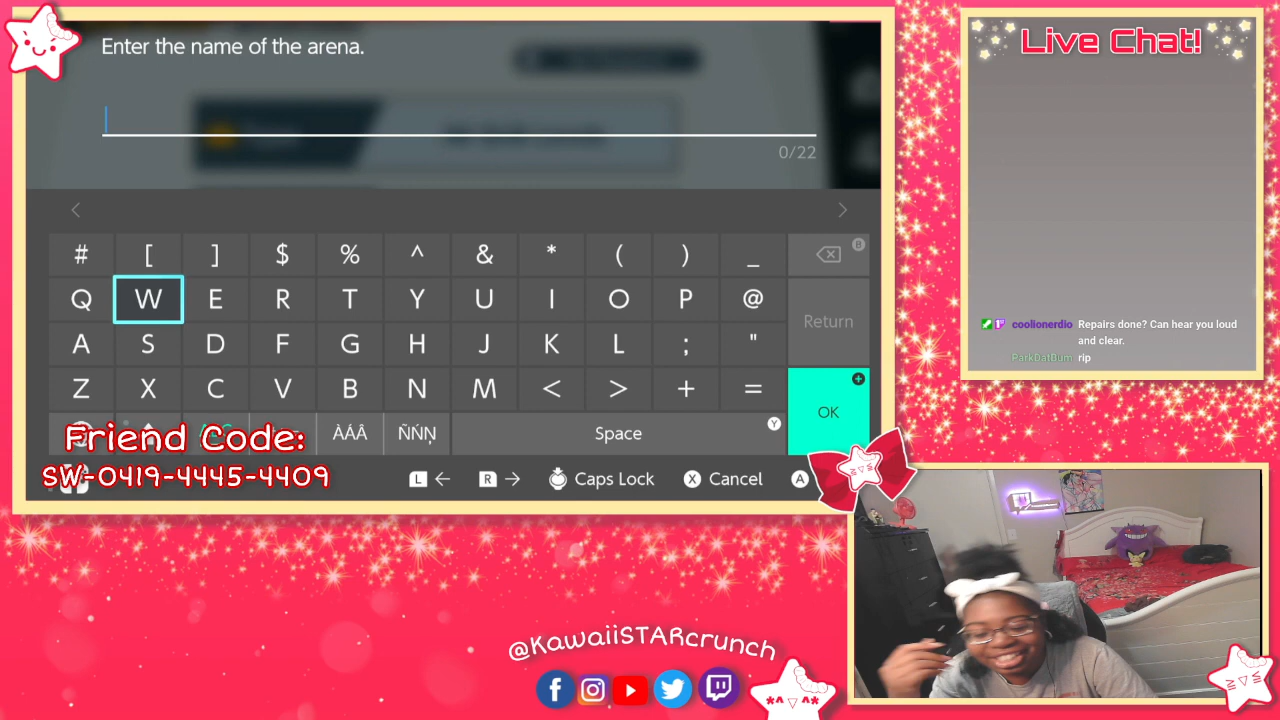 Enter the name of the arena.
0/22
# [ ] $ % ^ & * ( ) _ B
Q W E R T Y U I O P @ Return
A S D F G H J K L ; "
Z X C V B N M < > + = OK
ÀÁÂ ÑŃŅ Space Y
L ← R → Caps Lock X Cancel A
Friend Code:
SW-0419-4445-4409
Live Chat!
coolionerdio Repairs done? Can hear you loud
and clear.
ParkDatBum: rip
@KawaiiSTARcrunch